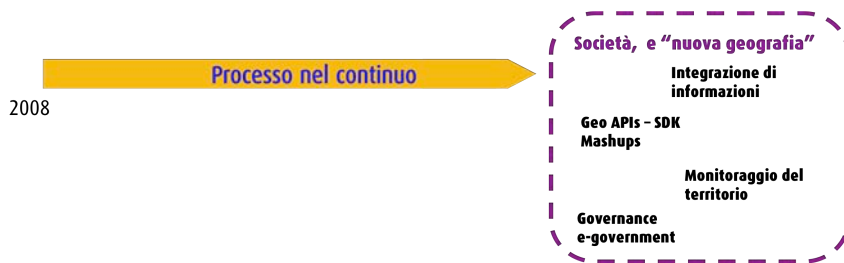 Società, e “nuova geografia”
Processo nel continuo
2008
Integrazione di
informazioni
Geo APIs – SDK
Mashups
Monitoraggio del
territorio
Governance
e-government